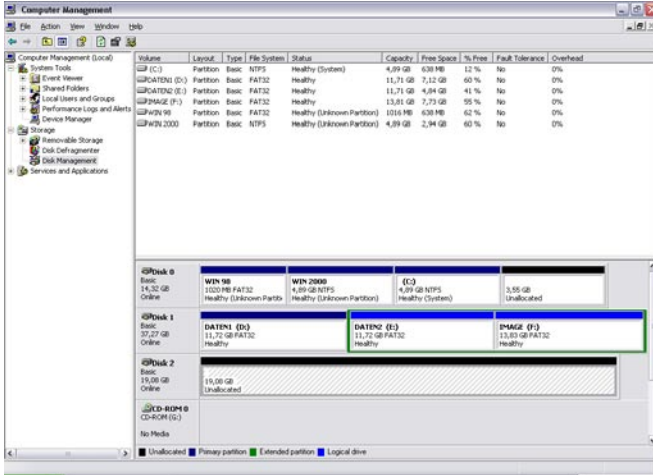 Computer Management
File Action View Window Help
Computer Management (Local)
System Tools
Event Viewer
Shared Folders
Local Users and Groups
Performance Logs and Alerts
Device Manager
Storage
Removable Storage
Disk Defragmenter
Disk Management
Services and Applications
Volume Layout Type File System Status Capacity Free Space % Free Fault Tolerance Overhead
(C:) Partition Basic NTFS Healthy (System) 4,89 GB 638 MB 12 % No 0%
DATEN1 (D:) Partition Basic FAT32 Healthy 11,71 GB 7,12 GB 60 % No 0%
DATEN2 (E:) Partition Basic FAT32 Healthy 11,71 GB 4,84 GB 41 % No 0%
IMAGE (F:) Partition Basic FAT32 Healthy 13,81 GB 7,73 GB 55 % No 0%
WIN 98 Partition Basic FAT32 Healthy (Unknown Partition) 1016 MB 638 MB 62 % No 0%
WIN 2000 Partition Basic NTFS Healthy (Unknown Partition) 4,89 GB 2,94 GB 60 % No 0%
Disk 0
Basic
14,32 GB
Online
WIN 98
1020 MB FAT32
Healthy (Unknown Partiti
WIN 2000
4,89 GB NTFS
Healthy (Unknown Partition)
(C:)
4,89 GB NTFS
Healthy (System)
3,55 GB
Unallocated
Disk 1
Basic
37,27 GB
Online
DATEN1 (D:)
11,72 GB FAT32
Healthy
DATEN2 (E:)
11,72 GB FAT32
Healthy
IMAGE (F:)
13,83 GB FAT32
Healthy
Disk 2
Basic
19,08 GB
Online
19,08 GB
Unallocated
CD-ROM 0
CD-ROM (G:)
No Media
Unallocated Primary partition Extended partition Logical drive